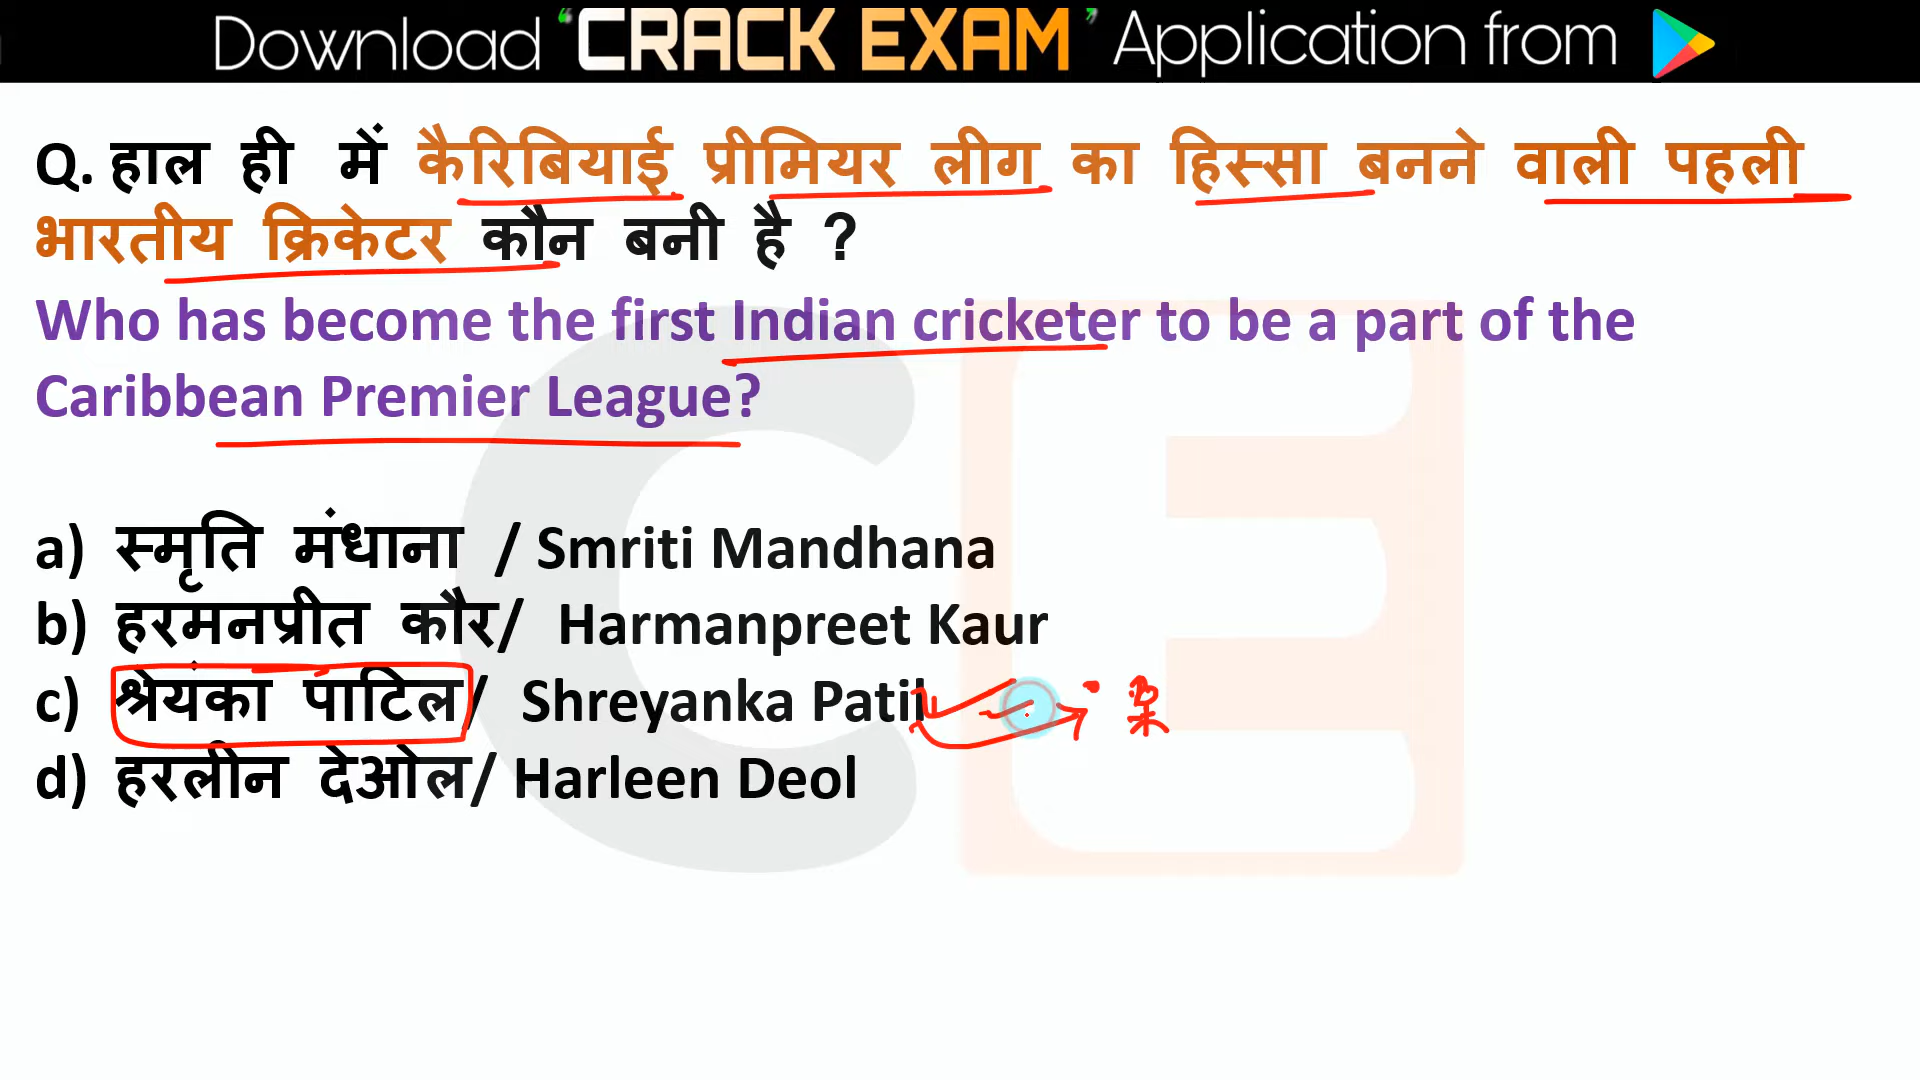 Download 'CRACK EXAM' Application from
Q. हाल ही में कैरिबियाई प्रीमियर लीग का हिस्सा बनने वाली पहली
भारतीय क्रिकेटर कौन बनी है ?
Who has become the first Indian cricketer to be a part of the
Caribbean Premier League?
a) स्मृति मंधाना / Smriti Mandhana
b) हरमनप्रीत कौर/ Harmanpreet Kaur
c) श्रेयंका पाटिल/ Shreyanka Patil
d) हरलीन देओल/ Harleen Deol
CE